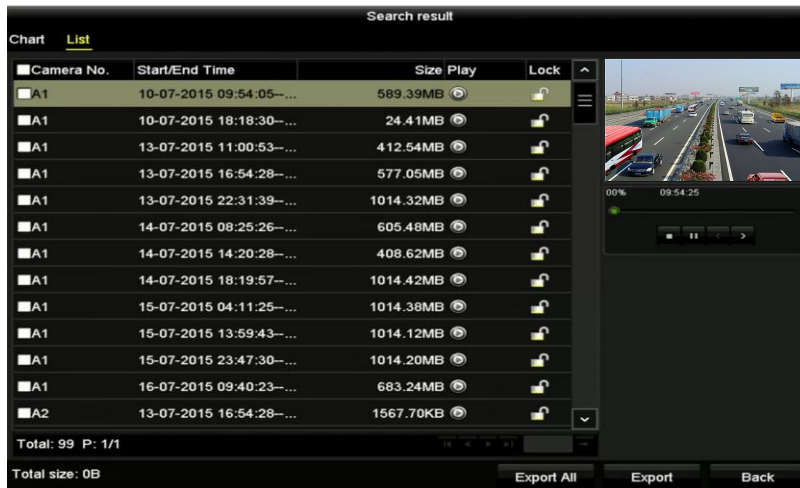 Search result
Chart List
Camera No. Start/End Time Size Play Lock
A1 10-07-2015 09:54:05--... 589.39MB
A1 10-07-2015 18:18:30--... 24.41MB
A1 13-07-2015 11:00:53--... 412.54MB
A1 13-07-2015 16:54:28--... 577.05MB
A1 13-07-2015 22:31:39--... 1014.32MB
A1 14-07-2015 08:25:26--... 605.48MB
A1 14-07-2015 14:20:28--... 408.62MB
A1 14-07-2015 18:19:57--... 1014.42MB
A1 15-07-2015 04:11:25--... 1014.38MB
A1 15-07-2015 13:59:43--... 1014.12MB
A1 15-07-2015 23:47:30--... 1014.20MB
A1 16-07-2015 09:40:23--... 683.24MB
A2 13-07-2015 16:54:28--... 1567.70KB
Total: 99 P: 1/1
00% 09:54:25
Total size: 0B
Export All Export Back